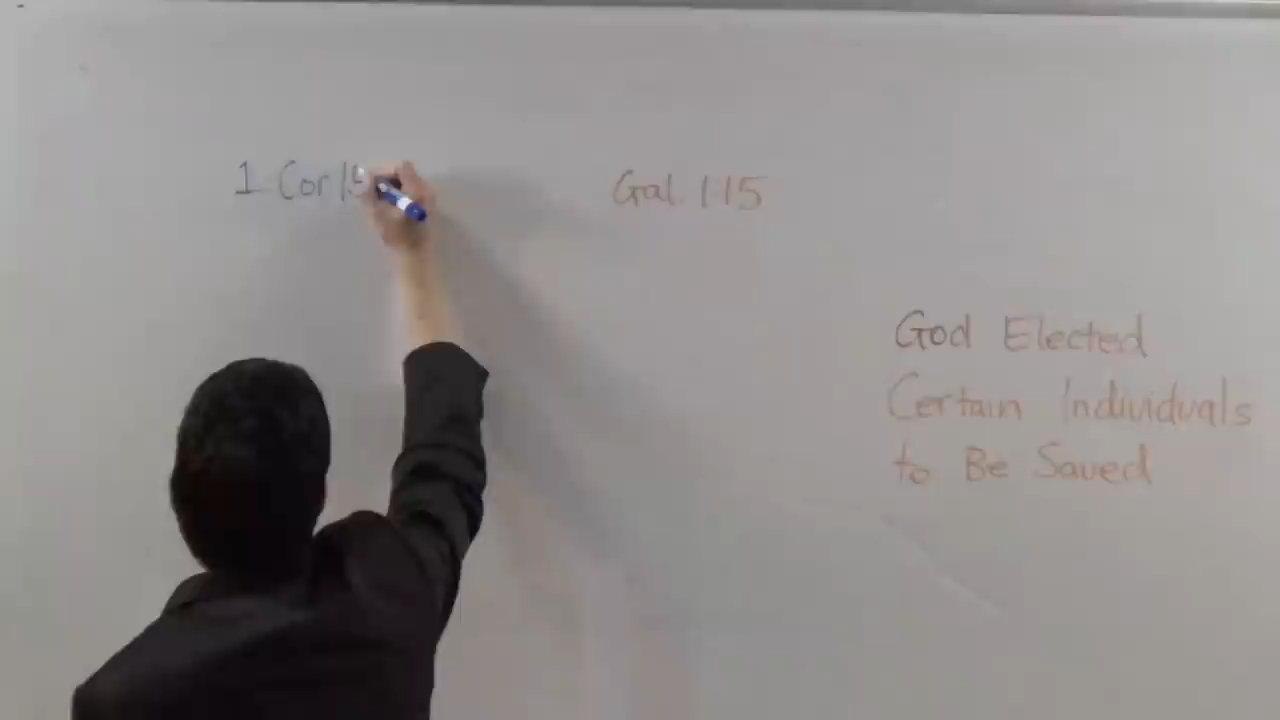 1 Cor 15
Gal. 1:15
God Elected
Certain Individuals
to Be Saved